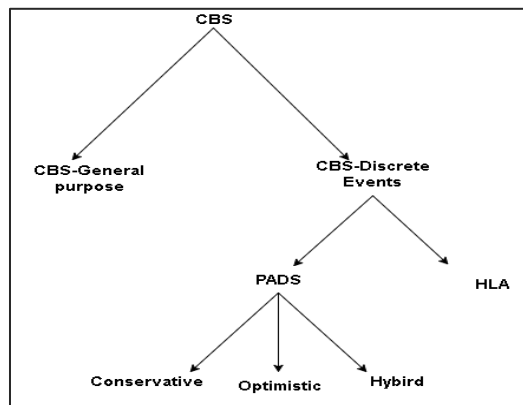 CBS
CBS-General
purpose
CBS-Discrete
Events
PADS
HLA
Conservative
Optimistic
Hybird